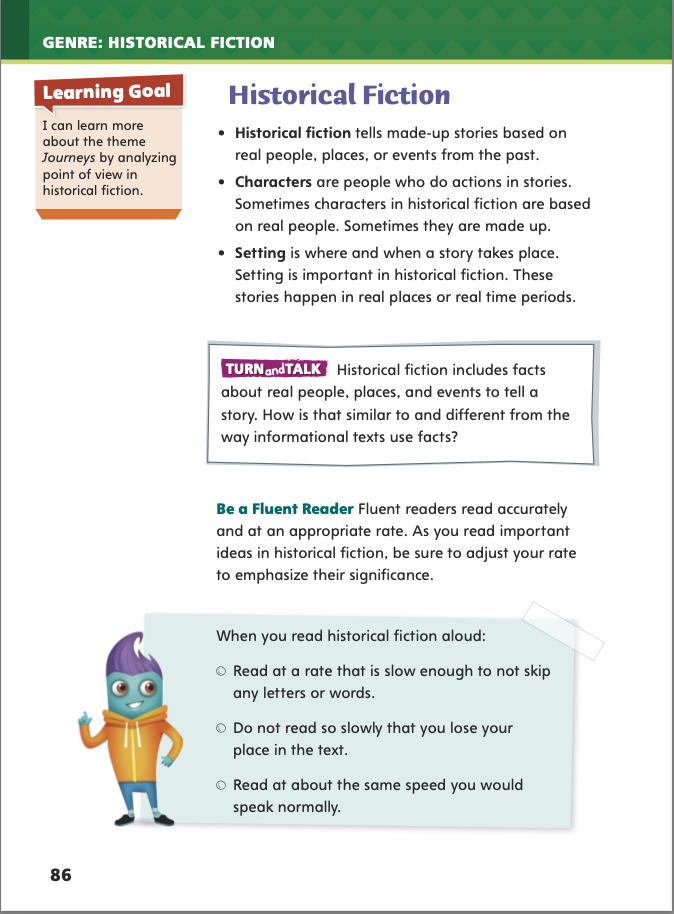 GENRE: HISTORICAL FICTION
Learning Goal
I can learn more
about the theme
Journeys by analyzing
point of view in
historical fiction.
Historical Fiction
• Historical fiction tells made-up stories based on
real people, places, or events from the past.
• Characters are people who do actions in stories.
Sometimes characters in historical fiction are based
on real people. Sometimes they are made up.
• Setting is where and when a story takes place.
Setting is important in historical fiction. These
stories happen in real places or real time periods.
TURN and TALK Historical fiction includes facts
about real people, places, and events to tell a
story. How is that similar to and different from the
way informational texts use facts?
Be a Fluent Reader Fluent readers read accurately
and at an appropriate rate. As you read important
ideas in historical fiction, be sure to adjust your rate
to emphasize their significance.
When you read historical fiction aloud:
○ Read at a rate that is slow enough to not skip
any letters or words.
○ Do not read so slowly that you lose your
place in the text.
○ Read at about the same speed you would
speak normally.
86